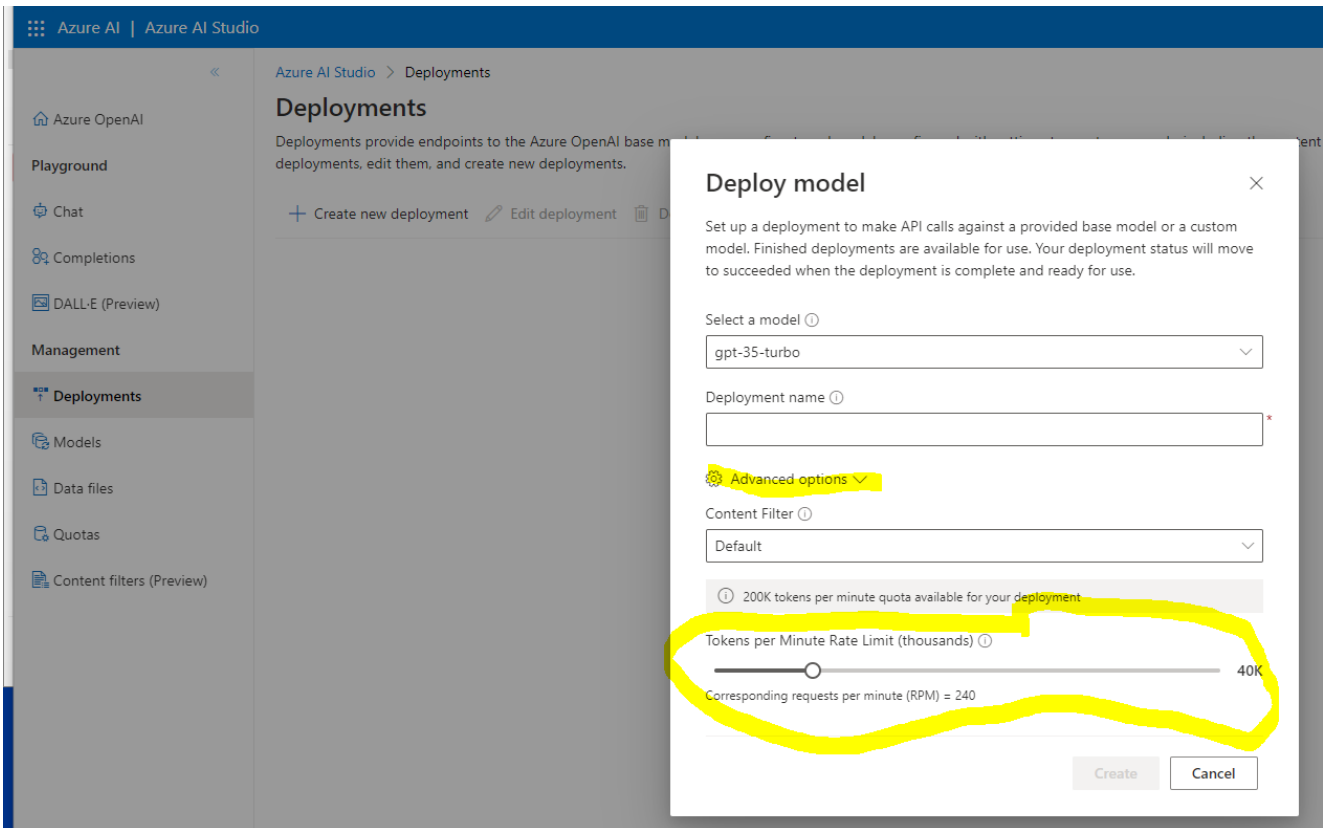 Azure AI | Azure AI Studio
Azure AI Studio > Deployments
Deployments
Deployments provide endpoints to the Azure OpenAI base
deployments, edit them, and create new deployments.
+ Create new deployment Edit deployment
Azure OpenAI
Playground
Chat
Completions
DALL·E (Preview)
Management
Deployments
Models
Data files
Quotas
Content filters (Preview)
Deploy model
Set up a deployment to make API calls against a provided base model or a custom
model. Finished deployments are available for use. Your deployment status will move
to succeeded when the deployment is complete and ready for use.
Select a model
gpt-35-turbo
Deployment name
*
Advanced options
Content Filter
Default
200K tokens per minute quota available for your deployment
Tokens per Minute Rate Limit (thousands)
40K
Corresponding requests per minute (RPM) = 240
Create Cancel